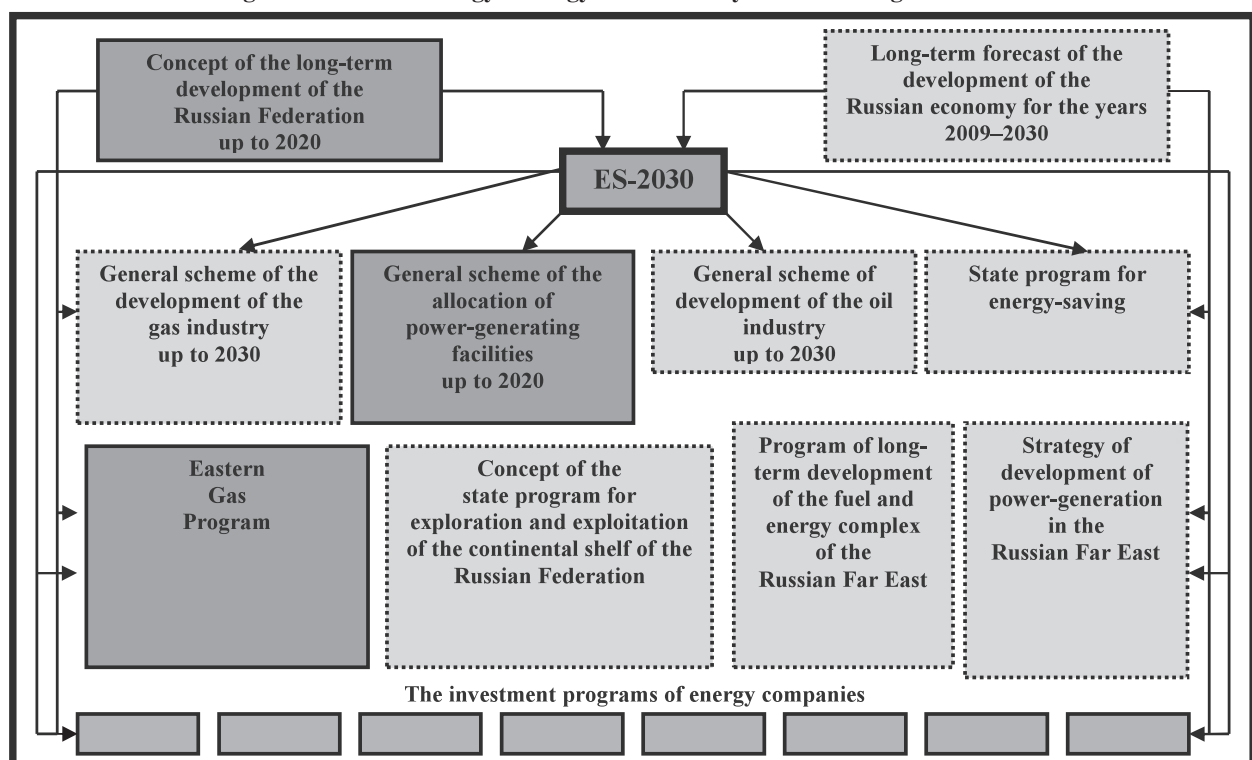 Concept of the long-term
development of the
Russian Federation
up to 2020
Long-term forecast of the
development of the
Russian economy for the years
2009–2030
ES-2030
General scheme of the
development of the
gas industry
up to 2030
General scheme of the
allocation of
power-generating
facilities
up to 2020
General scheme of
development of the oil
industry
up to 2030
State program for
energy-saving
Eastern
Gas
Program
Concept of the
state program for
exploration and exploitation
of the continental shelf of the
Russian Federation
Program of long-
term development
of the fuel and
energy complex
of the
Russian Far East
Strategy of
development of
power-generation
in the
Russian Far East
The investment programs of energy companies